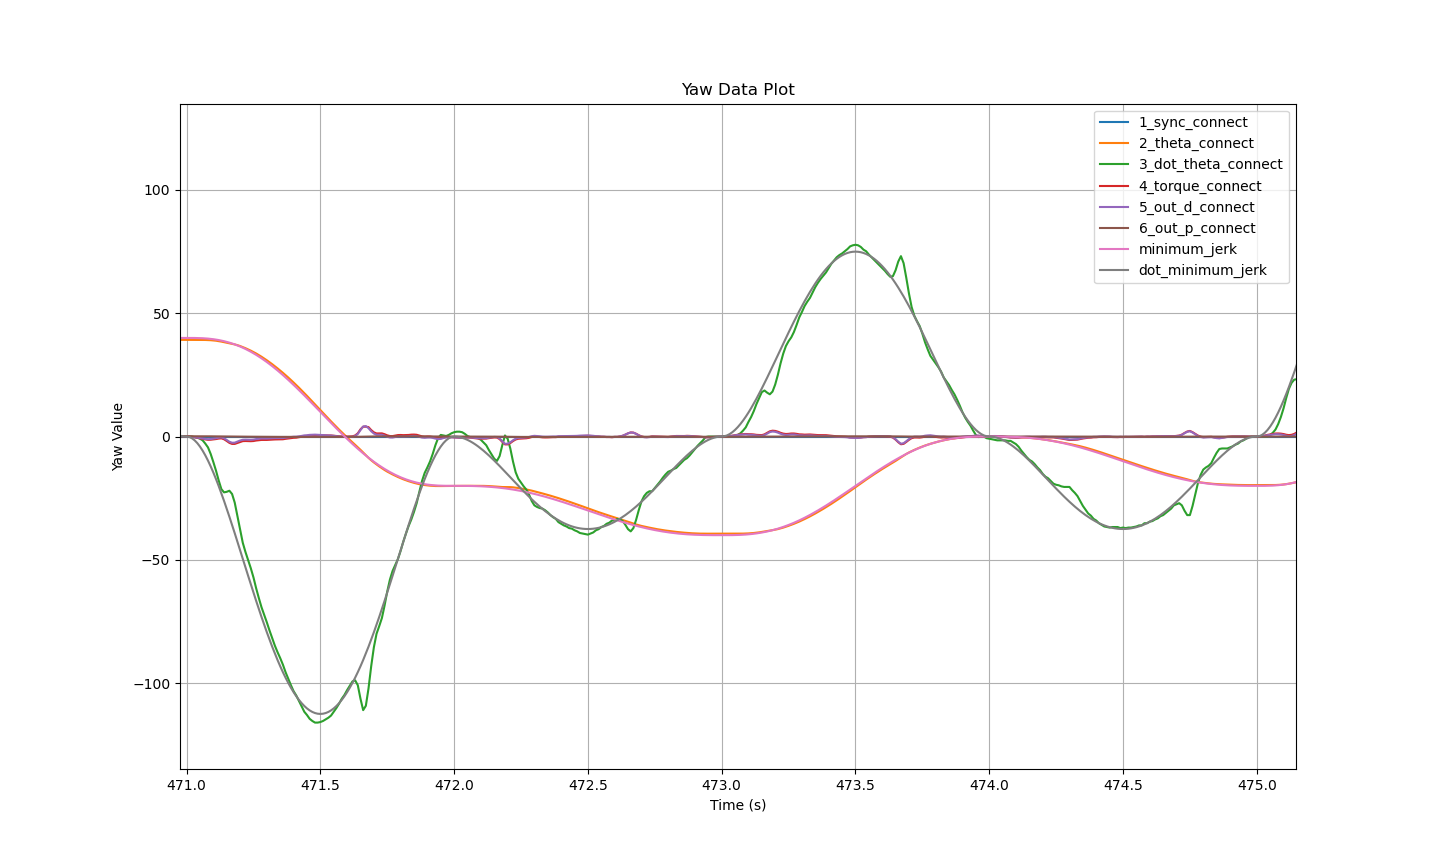 Yaw Data Plot
1_sync_connect
2_theta_connect
3_dot_theta_connect
4_torque_connect
5_out_d_connect
6_out_p_connect
minimum_jerk
dot_minimum_jerk
Yaw Value
100
50
0
−50
−100
471.0 471.5 472.0 472.5 473.0 473.5 474.0 474.5 475.0
Time (s)